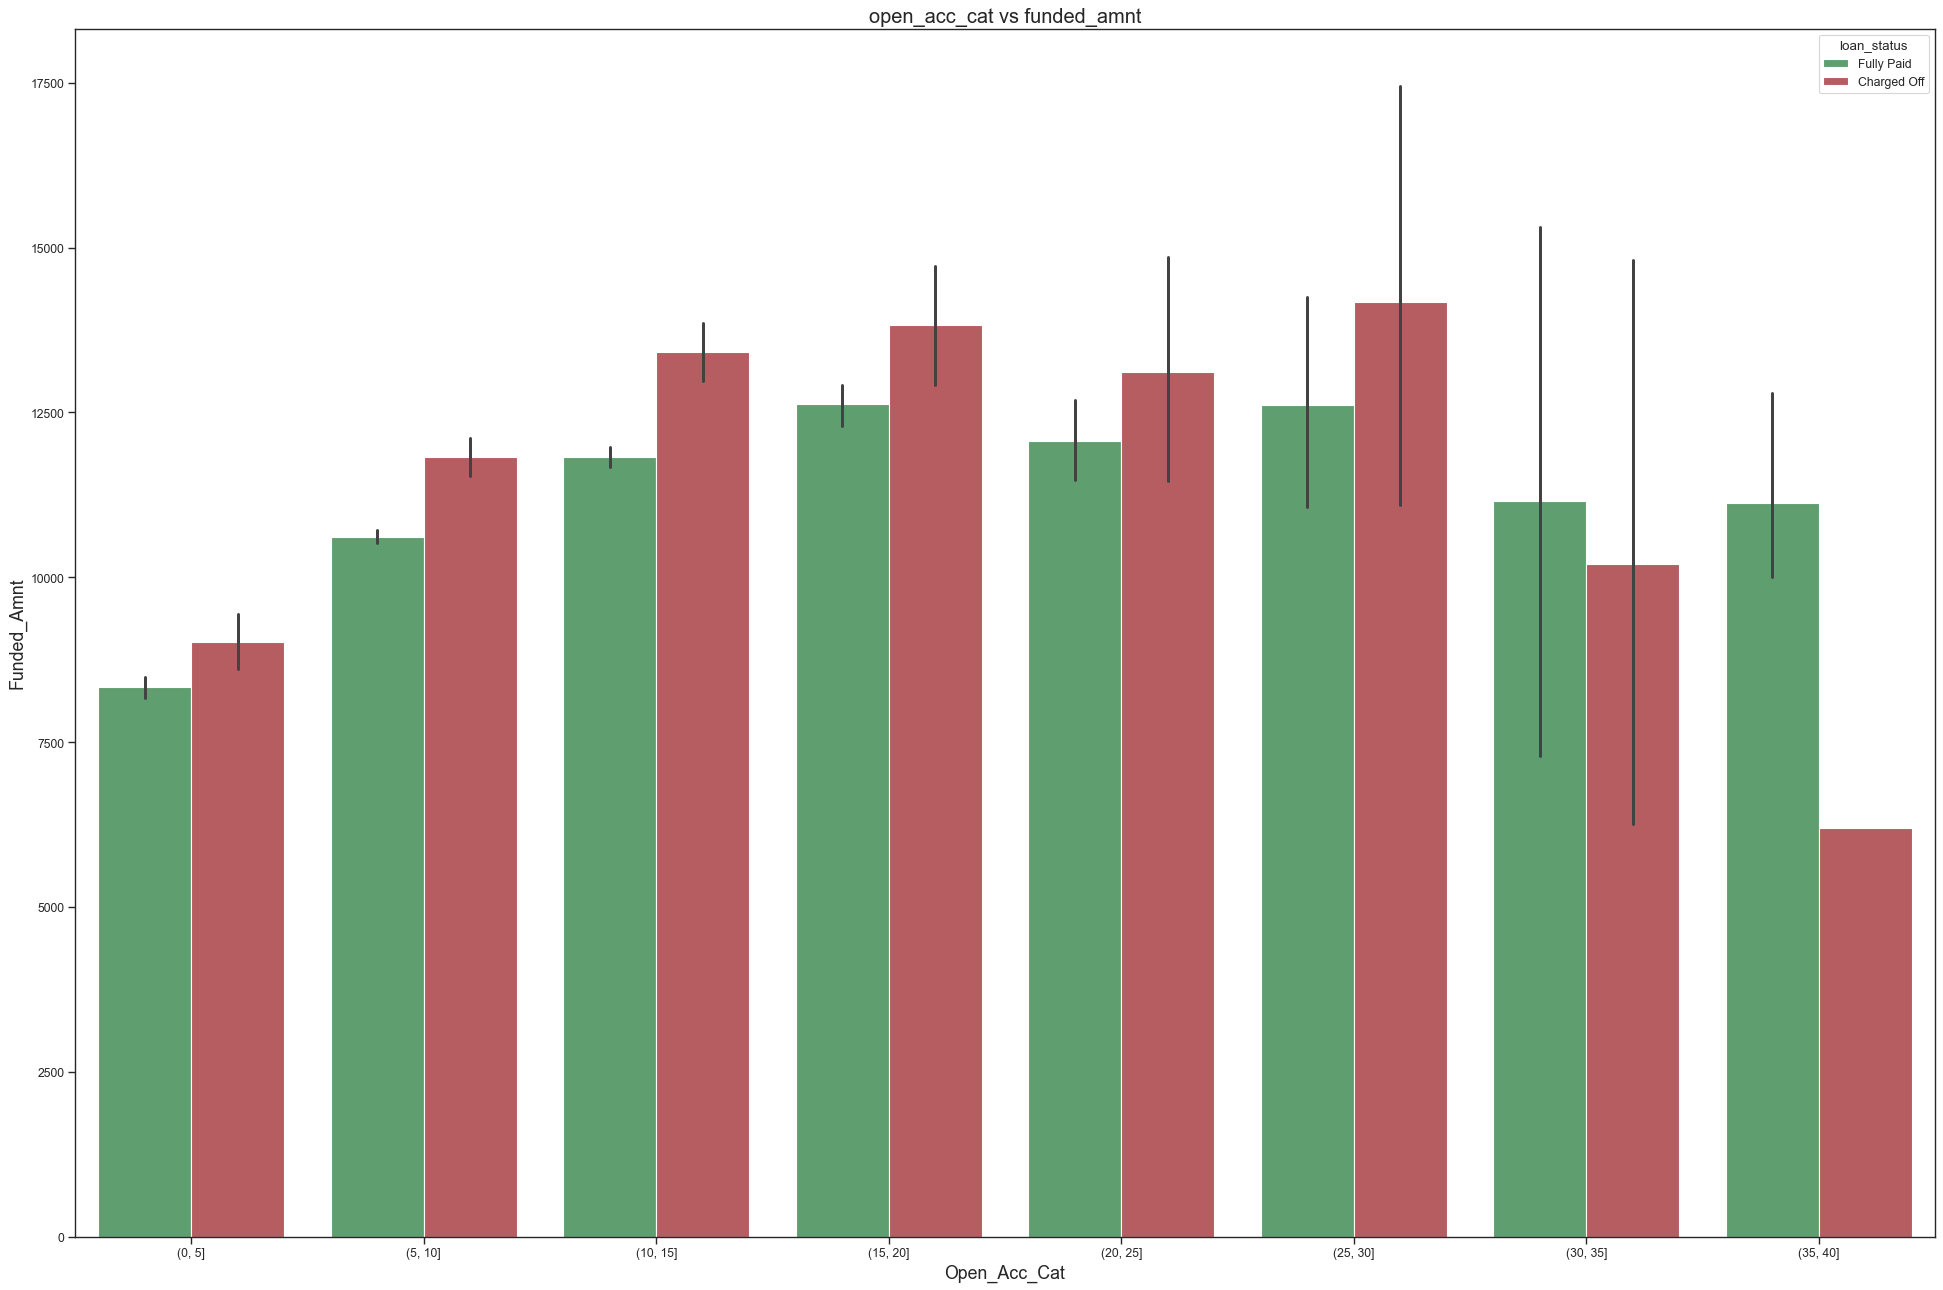 open_acc_cat vs funded_amnt
loan_status
Fully Paid
Charged Off
17500
15000
12500
10000
7500
5000
2500
0
Funded_Amnt
(0, 5]
(5, 10]
(10, 15]
(15, 20]
(20, 25]
(25, 30]
(30, 35]
(35, 40]
Open_Acc_Cat